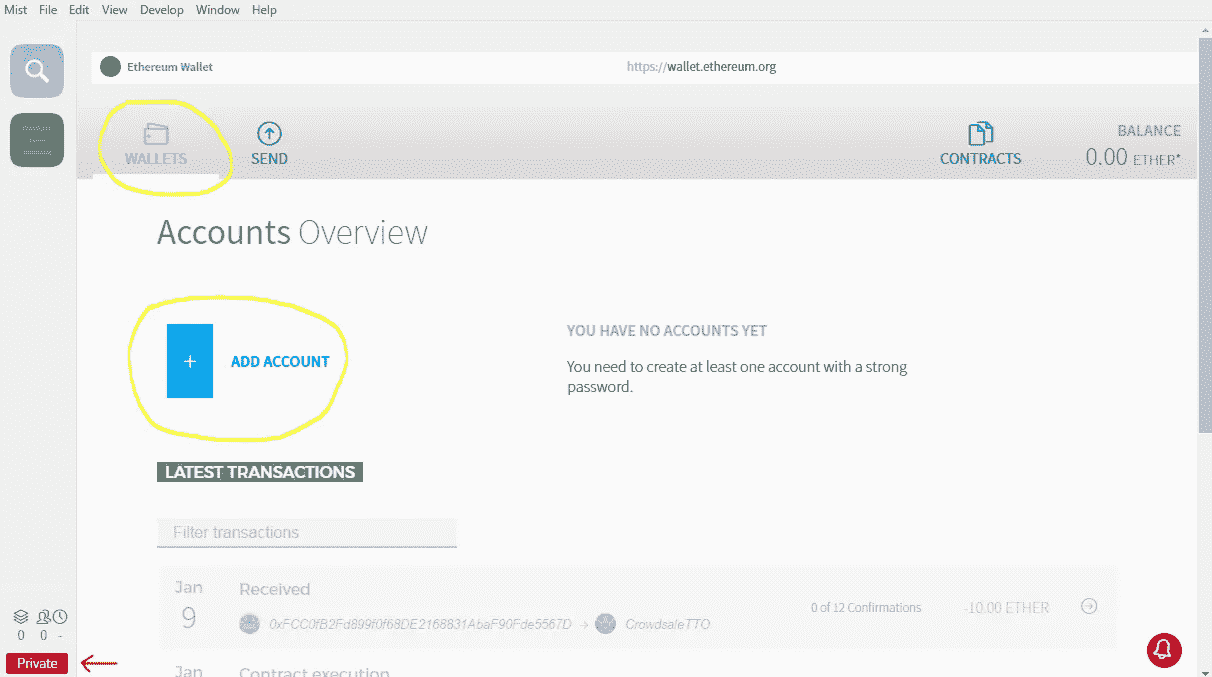 Mist File Edit View Develop Window Help
Ethereum Wallet https://wallet.ethereum.org
WALLETS SEND CONTRACTS BALANCE
0.00 ETHER*
Accounts Overview
YOU HAVE NO ACCOUNTS YET
+ ADD ACCOUNT
You need to create at least one account with a strong
password.
LATEST TRANSACTIONS
Filter transactions
Jan
9
Received
0xFCC0fB2Fd899f0f68DE2168831AbaF90Fde5567D CrowdsaleTTO
0 of 12 Confirmations
-10.00 ETHER
Jan Contract execution
0 0 -
Private